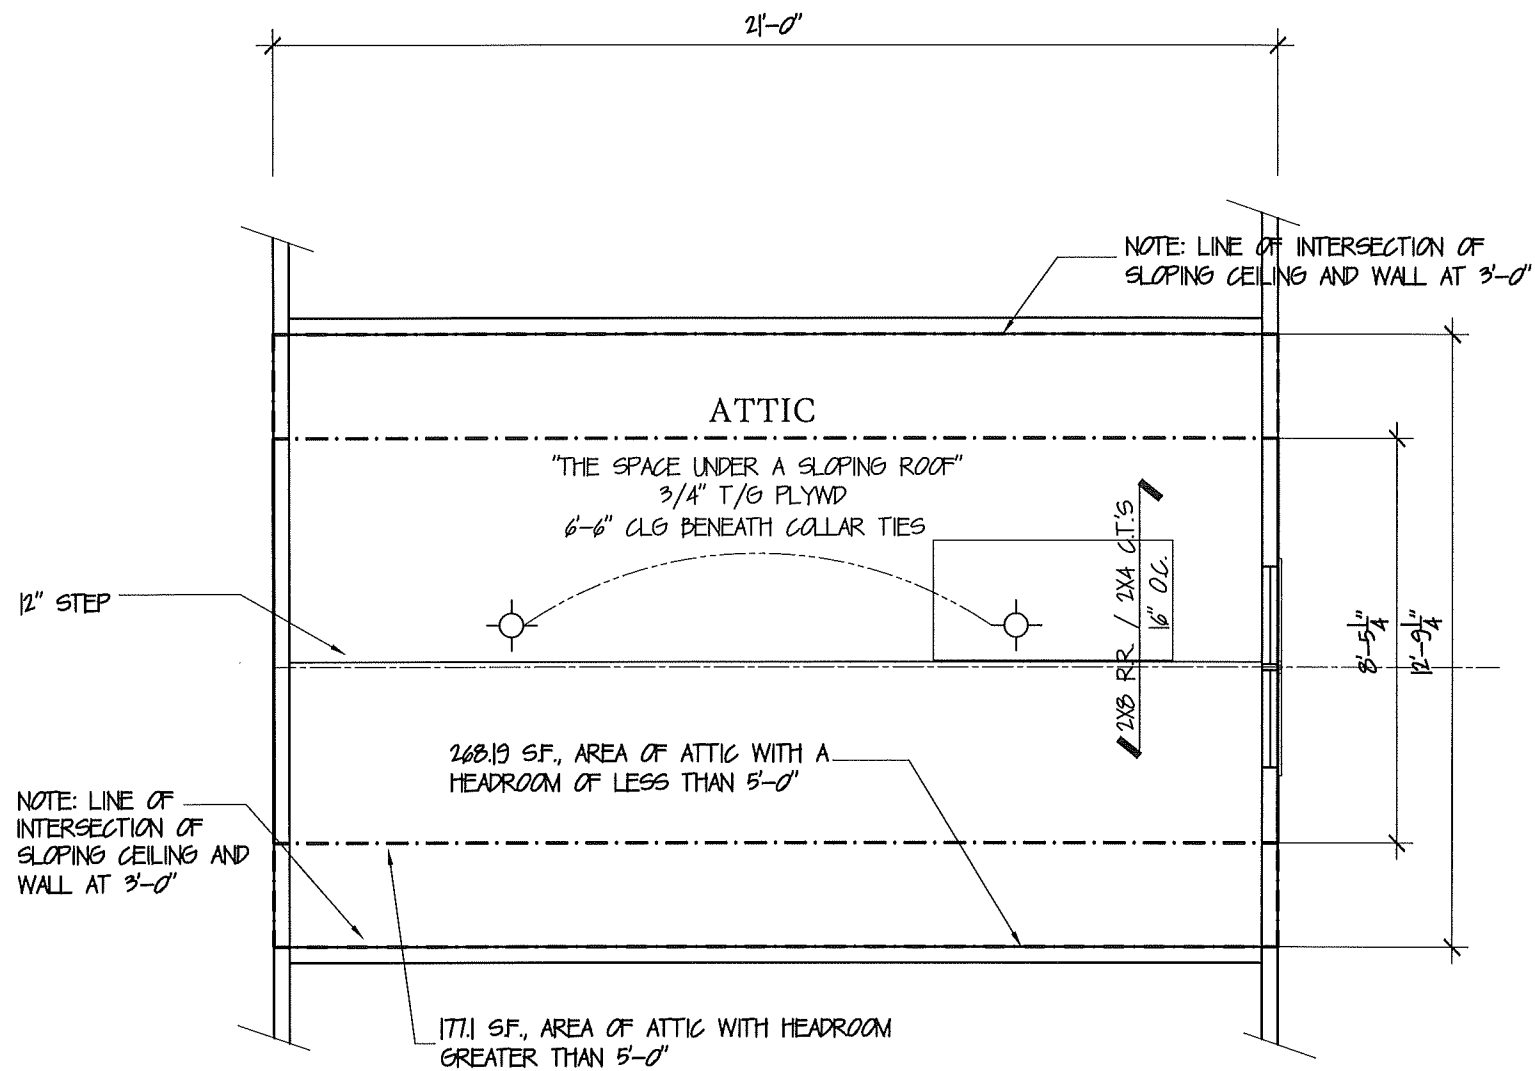 21'-0"
NOTE: LINE OF INTERSECTION OF
SLOPING CEILING AND WALL AT 3'-0"
ATTIC
"THE SPACE UNDER A SLOPING ROOF"
3/4" T/G PLYWD
6'-6" CLG BENEATH COLLAR TIES
2X8 R.R. / 2X4 C.T.'S
16" O.C.
12" STEP
8'-5 1/4"
12'-9 1/4"
268.19 S.F., AREA OF ATTIC WITH A
HEADROOM OF LESS THAN 5'-0"
NOTE: LINE OF
INTERSECTION OF
SLOPING CEILING AND
WALL AT 3'-0"
177.1 S.F., AREA OF ATTIC WITH HEADROOM
GREATER THAN 5'-0"